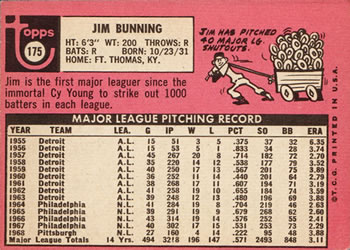 topps
175
JIM BUNNING
HT: 6'3" WT: 200 THROWS: R
BATS: R BORN: 10/23/31
HOME: FT. THOMAS, KY.
JIM HAS PITCHED
40 MAJOR LG.
SHUTOUTS.
Jim is the first major leaguer since the
immortal Cy Young to strike out 1000
batters in each league.
MAJOR LEAGUE PITCHING RECORD
YEAR TEAM LEA. G IP W L PCT SO BB ERA
1955 Detroit A.L. 15 51 3 5 .375 37 32 6.35
1956 Detroit A.L. 15 53 5 1 .833 34 28 3.74
1957 Detroit A.L. 45 267 20 8 .714 182 72 2.70
1958 Detroit A.L. 35 220 14 12 .538 177 79 3.52
1959 Detroit A.L. 40 250 17 13 .567 201 75 3.89
1960 Detroit A.L. 36 252 11 14 .440 201 64 2.79
1961 Detroit A.L. 38 268 17 11 .607 194 71 3.19
1962 Detroit A.L. 41 258 19 10 .655 184 74 3.59
1963 Detroit A.L. 39 248 12 13 .480 196 69 3.88
1964 Philadelphia N.L. 41 284 19 8 .704 219 46 2.63
1965 Philadelphia N.L. 39 291 19 9 .679 268 62 2.60
1966 Philadelphia N.L. 43 314 19 14 .576 252 55 2.41
1967 Philadelphia N.L. 40 302 17 15 .531 253 73 2.29
1968 Pittsburgh N.L. 27 160 4 14 .222 95 48 3.88
Major League Total 14 Yrs. 494 3218 196 147 .571 2493 848 3.11
© T.C.G. PRINTED IN U.S.A.